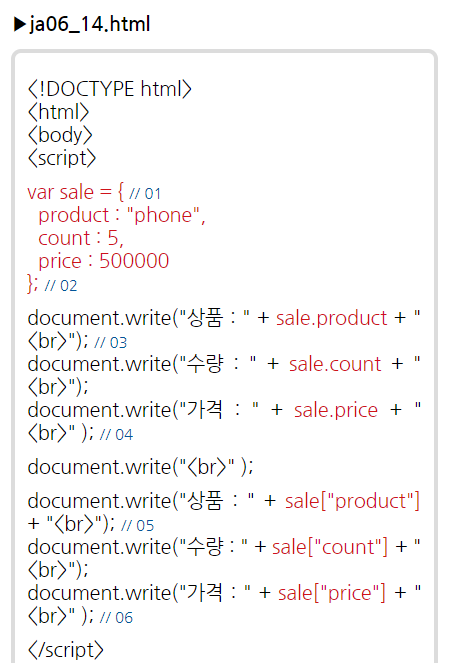 ▶ja06_14.html
<!DOCTYPE html>
<html>
<body>
<script>
var sale = { // 01
product : "phone",
count : 5,
price : 500000
}; // 02
document.write("상품 : " + sale.product + "
<br>"); // 03
document.write("수량 : " + sale.count + "
<br>");
document.write("가격 : " + sale.price + "
<br>" ); // 04
document.write("<br>" );
document.write("상품 : " + sale["product"]
+ "<br>"); // 05
document.write("수량 : " + sale["count"] + "
<br>");
document.write("가격 : " + sale["price"] + "
<br>" ); // 06
</script>